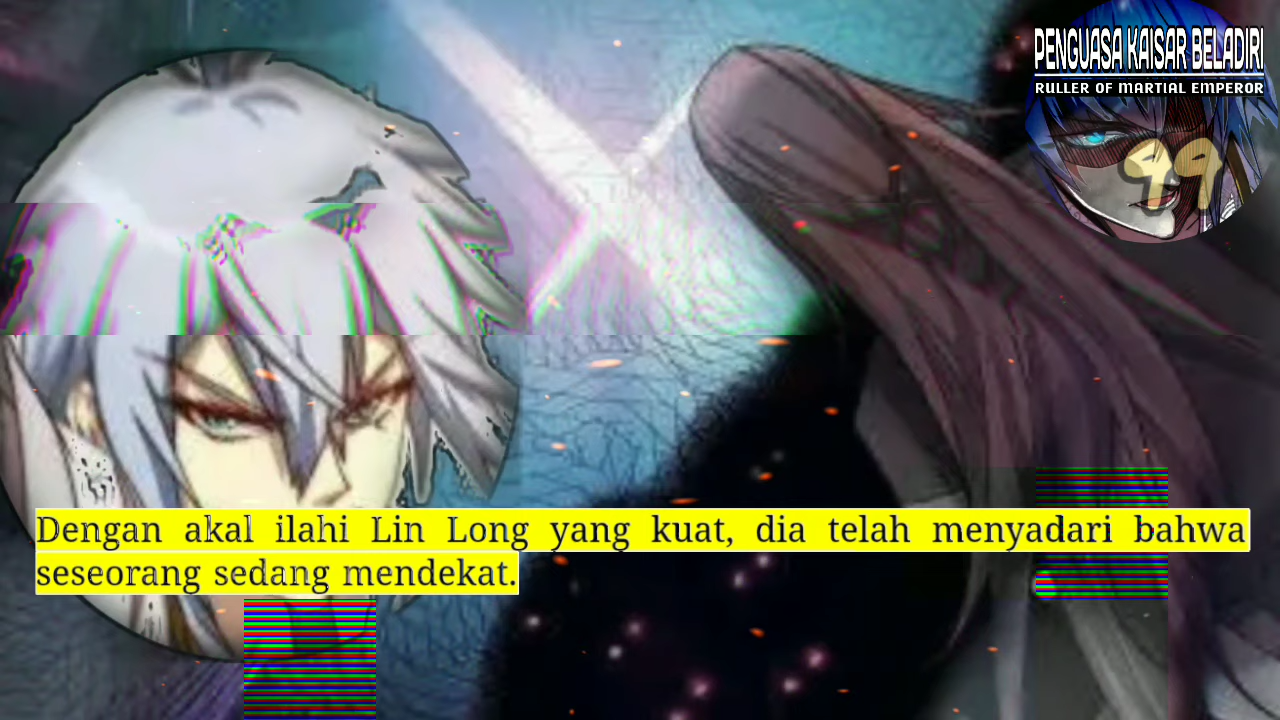 PENGUASA KAISAR BELADIRI
RULLER OF MARTIAL EMPEROR
99
Dengan akal ilahi Lin Long yang kuat, dia telah menyadari bahwa
seseorang sedang mendekat.